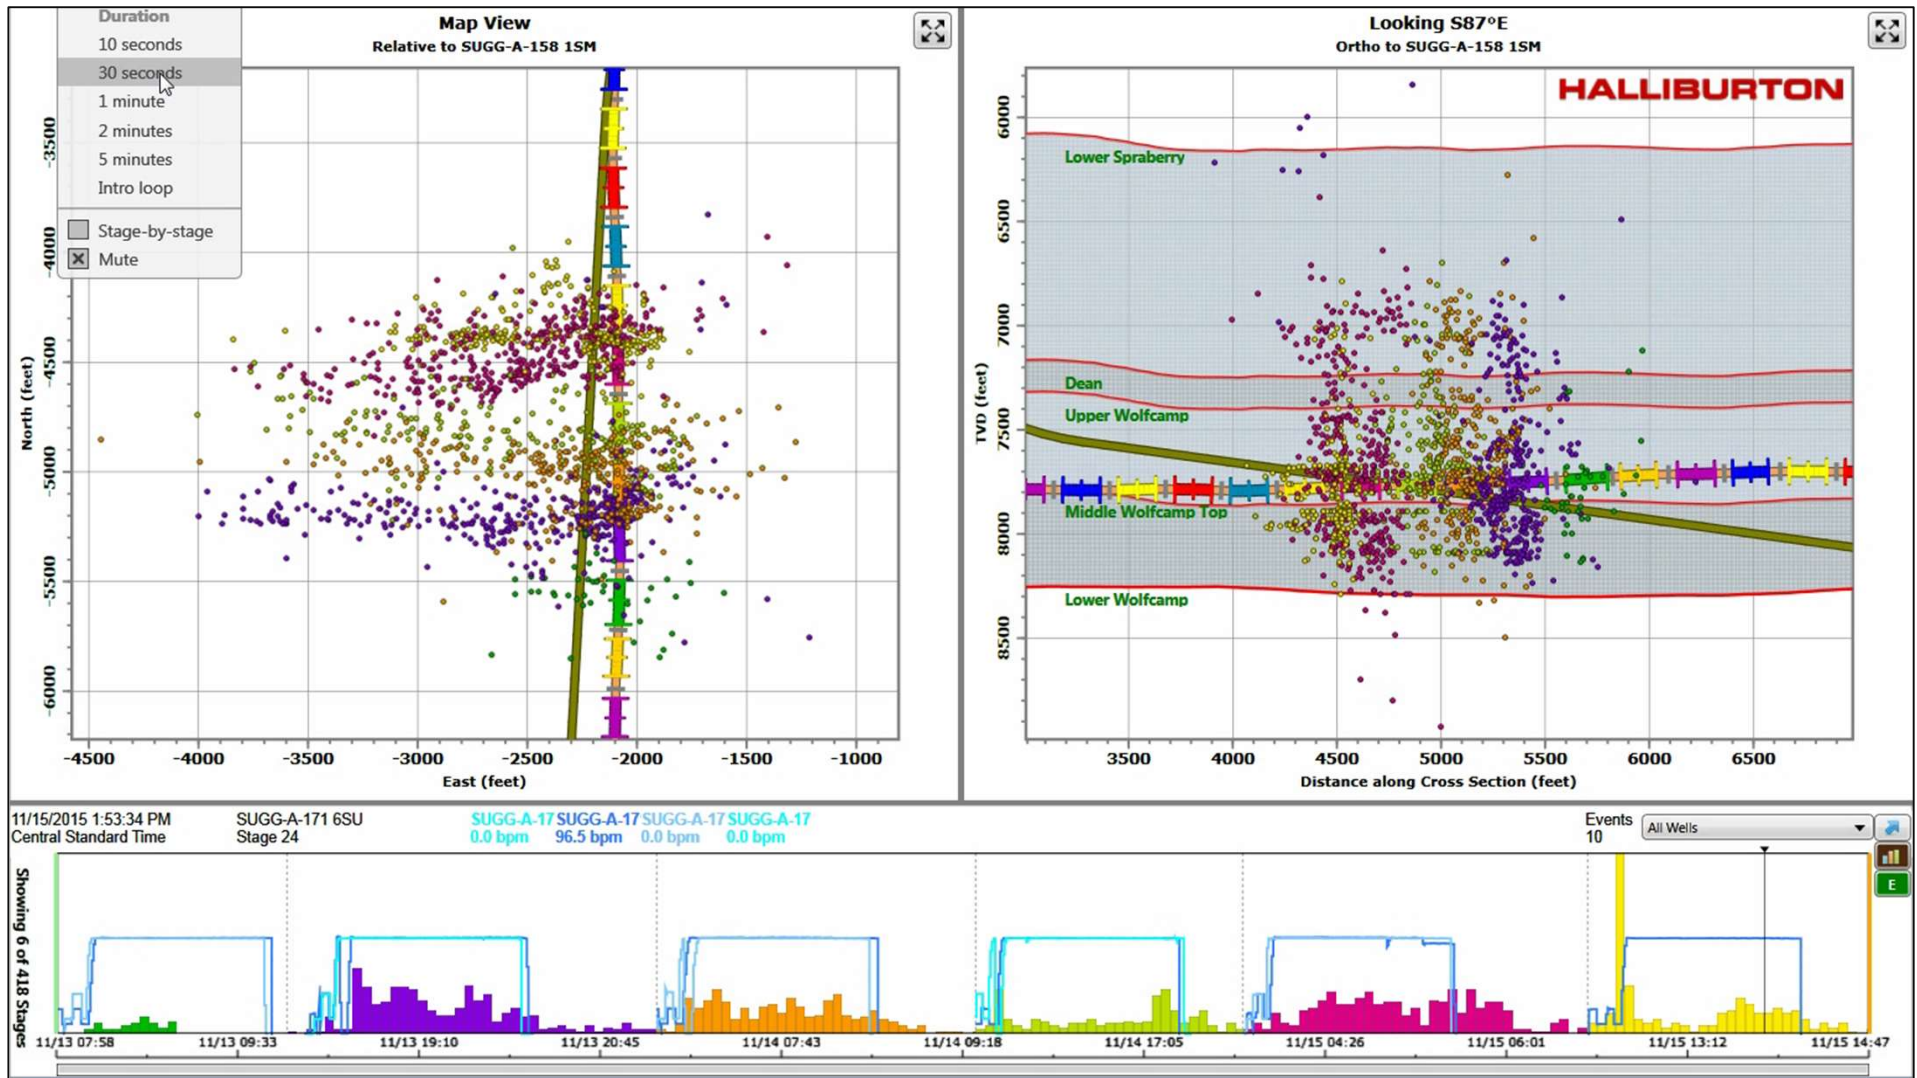 Duration
10 seconds
30 seconds
1 minute
2 minutes
5 minutes
Intro loop
Stage-by-stage
Mute
Map View
Relative to SUGG-A-158 1SM
North (feet)
-3500
-4000
-4500
-5000
-5500
-6000
-4500 -4000 -3500 -3000 -2500 -2000 -1500 -1000
East (feet)
Looking S87°E
Ortho to SUGG-A-158 1SM
HALLIBURTON
TVD (feet)
6000
6500
7000
7500
8000
8500
Lower Spraberry
Dean
Upper Wolfcamp
Middle Wolfcamp Top
Lower Wolfcamp
3500 4000 4500 5000 5500 6000 6500
Distance along Cross Section (feet)
11/15/2015 1:53:34 PM
Central Standard Time
SUGG-A-171 6SU
Stage 24
SUGG-A-17 SUGG-A-17 SUGG-A-17 SUGG-A-17
0.0 bpm 96.5 bpm 0.0 bpm 0.0 bpm
Events
10
All Wells
E
Showing 6 of 418 Stages
11/13 07:58 11/13 09:33 11/13 19:10 11/13 20:45 11/14 07:43 11/14 09:18 11/14 17:05 11/15 04:26 11/15 06:01 11/15 13:12 11/15 14:47